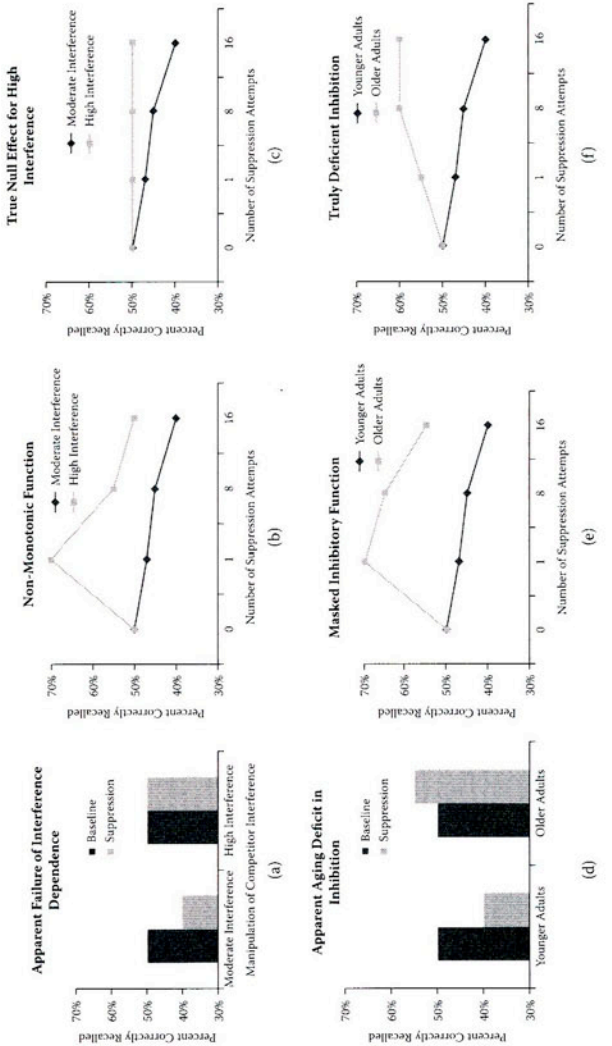 Apparent Failure of Interference
Dependence
70%
60%
50%
40%
30%
Percent Correctly Recalled
Baseline
Suppression
Moderate Interference
High Interference
Manipulation of Competitor Interference
(a)
Non-Monotonic Function
70%
60%
50%
40%
30%
Percent Correctly Recalled
Moderate Interference
High Interference
0
1
8
16
Number of Suppression Attempts
(b)
True Null Effect for High
Interference
70%
60%
50%
40%
30%
Percent Correctly Recalled
Moderate Interference
High Interference
0
1
8
16
Number of Suppression Attempts
(c)
Apparent Aging Deficit in
Inhibition
70%
60%
50%
40%
30%
Percent Correctly Recalled
Baseline
Suppression
Younger Adults
Older Adults
(d)
Masked Inhibitory Function
70%
60%
50%
40%
30%
Percent Correctly Recalled
Younger Adults
Older Adults
0
1
8
16
Number of Suppression Attempts
(e)
Truly Deficient Inhibition
70%
60%
50%
40%
30%
Percent Correctly Recalled
Younger Adults
Older Adults
0
1
8
16
Number of Suppression Attempts
(f)